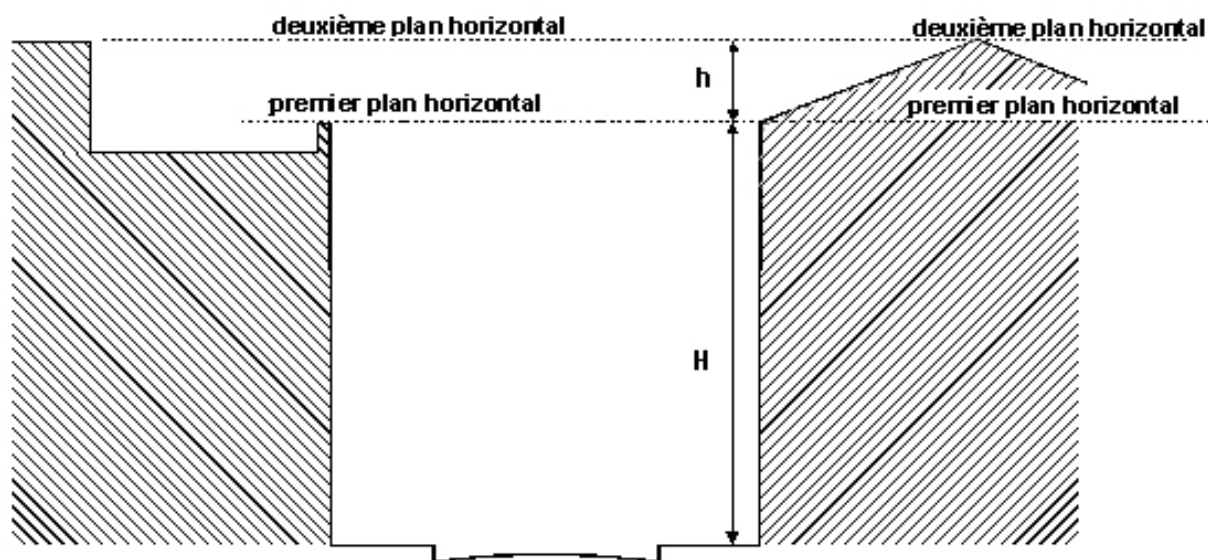 deuxième plan horizontal
deuxième plan horizontal
h
premier plan horizontal
premier plan horizontal
H